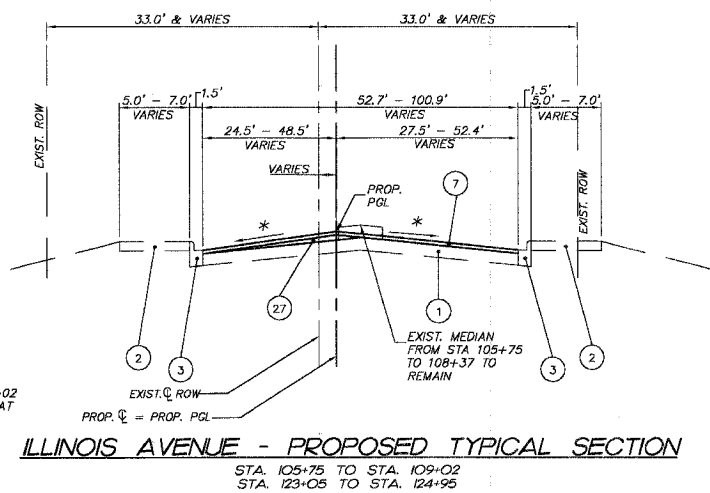 33.0' & VARIES
33.0' & VARIES
EXIST. ROW
5.0' - 7.0'
VARIES
1.5'
52.7' - 100.9'
VARIES
1.5'
5.0' - 7.0'
VARIES
24.5' - 48.5'
VARIES
27.5' - 52.4'
VARIES
EXIST. ROW
VARIES
PROP.
PGL
7
*
*
2
3
27
1
3
2
EXIST. MEDIAN
FROM STA 105+75
TO 108+37 TO
REMAIN
+02
AT
EXIST. ℄ ROW
PROP. ℄ = PROP. PGL
ILLINOIS AVENUE - PROPOSED TYPICAL SECTION
STA. 105+75 TO STA. 109+02
STA. 123+05 TO STA. 124+95